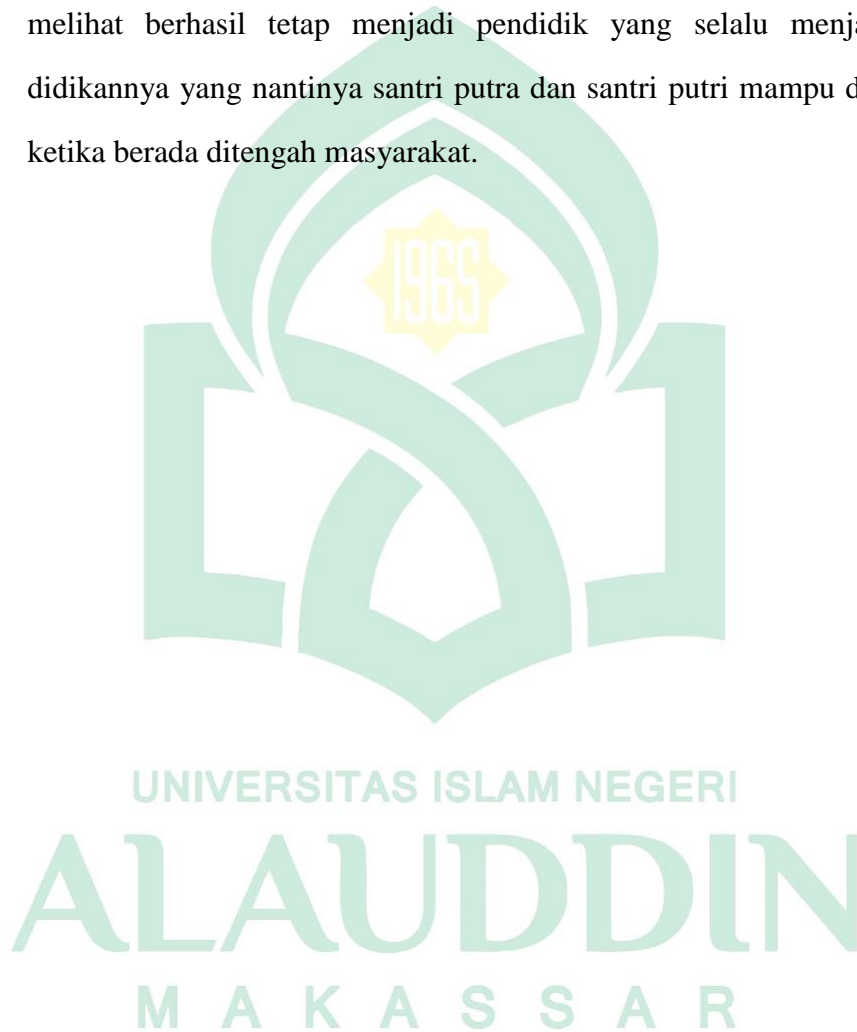 melihat berhasil tetap menjadi pendidik yang selalu
didikannya yang nantinya santri putra dan santri putri mampu
ketika berada ditengah masyarakat.
1965
UNIVERSITAS ISLAM NEGERI
ALAUDDIN
MAKASSAR